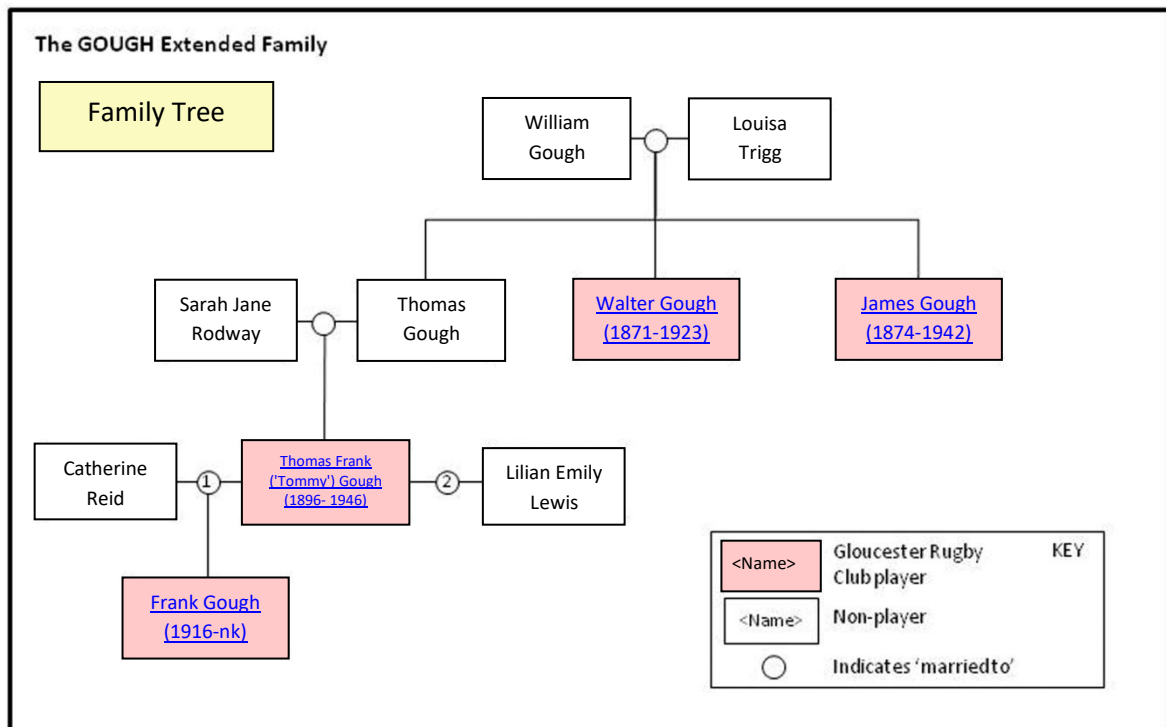 The GOUGH Extended Family
Family Tree
William
Gough
Louisa
Trigg
Sarah Jane
Rodway
Thomas
Gough
Walter Gough
(1871-1923)
James Gough
(1874-1942)
Catherine
Reid
1
Thomas Frank
('Tommy') Gough
(1896- 1946)
2
Lilian Emily
Lewis
Frank Gough
(1916-nk)
KEY
<Name>
Gloucester Rugby
Club player
<Name>
Non-player
Indicates 'married to'